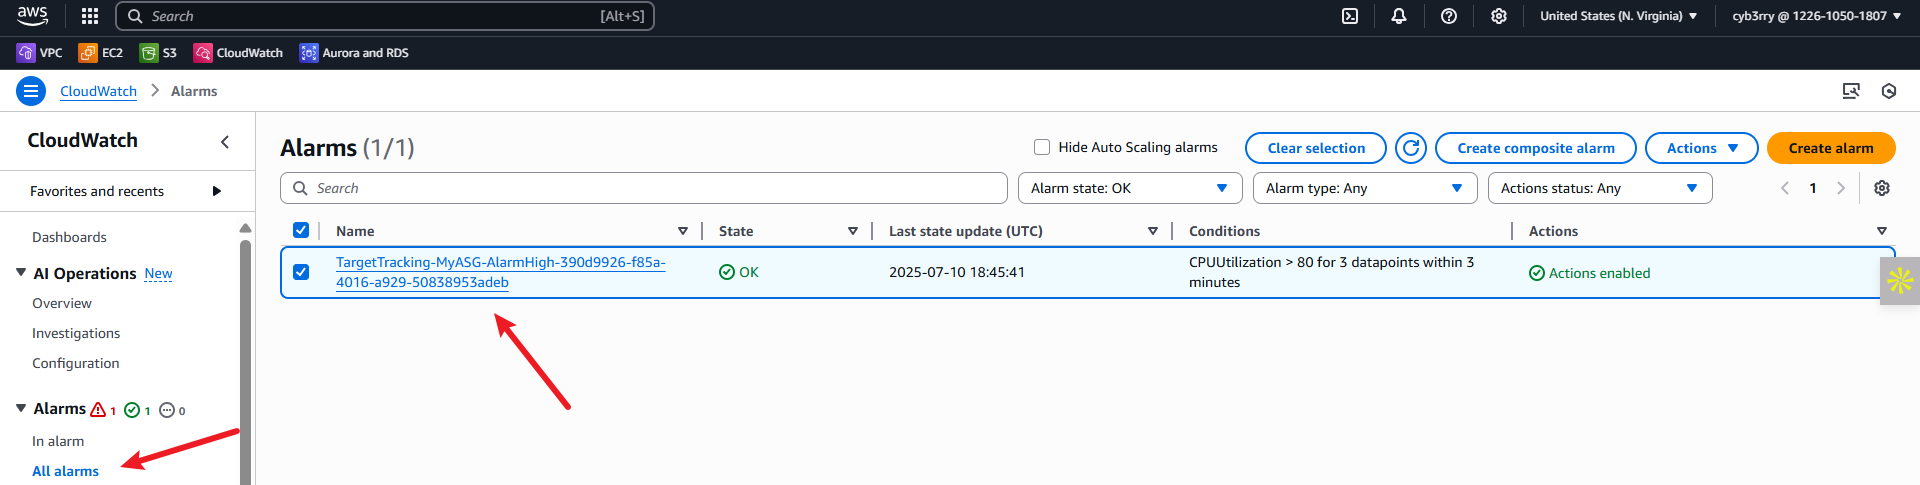 aws
Search [Alt+S]
United States (N. Virginia)
cyb3rry @ 1226-1050-1807
VPC EC2 S3 CloudWatch Aurora and RDS
CloudWatch Alarms
CloudWatch
Favorites and recents
Dashboards
AI Operations New
Overview
Investigations
Configuration
Alarms 1 1 0
In alarm
All alarms
Alarms (1/1)
Hide Auto Scaling alarms
Clear selection
Create composite alarm
Actions
Create alarm
Search
Alarm state: OK
Alarm type: Any
Actions status: Any
1
Name State Last state update (UTC) Conditions Actions
TargetTracking-MyASG-AlarmHigh-390d9926-f85a-
4016-a929-50838953adeb
OK
2025-07-10 18:45:41
CPUUtilization > 80 for 3 datapoints within 3
minutes
Actions enabled